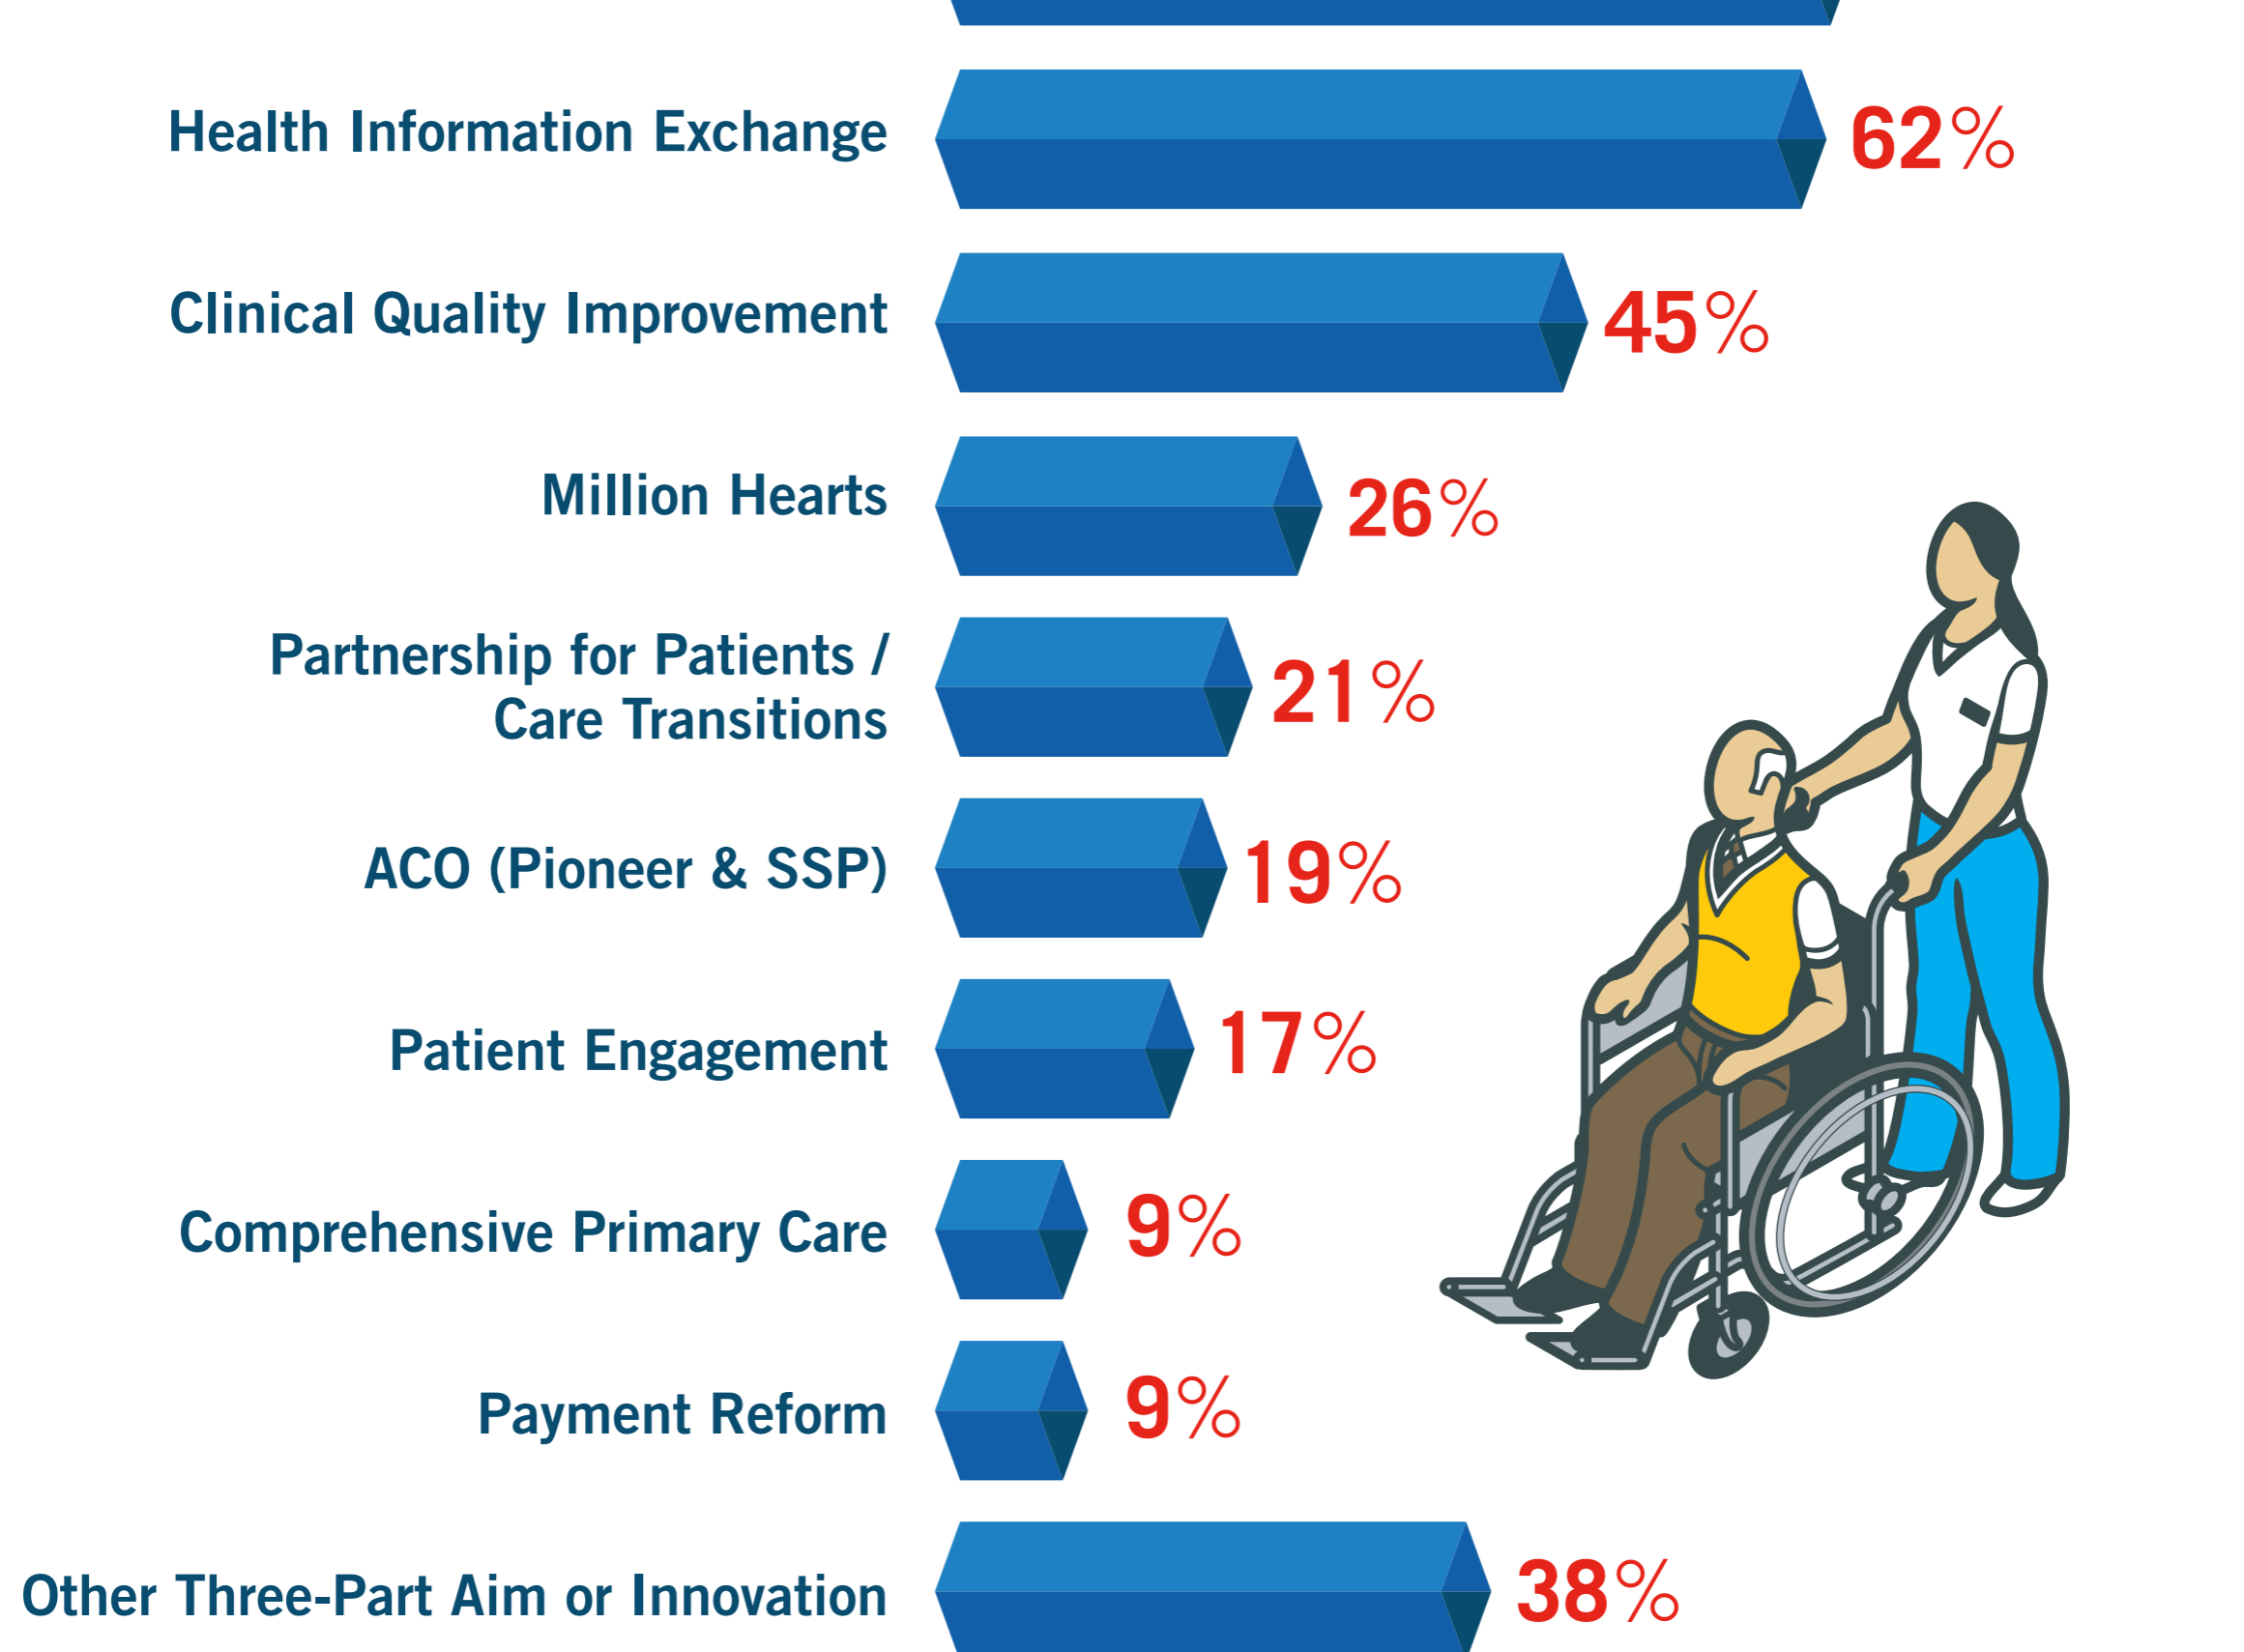 Health Information Exchange 62%
Clinical Quality Improvement 45%
Million Hearts 26%
Partnership for Patients /
Care Transitions 21%
ACO (Pioneer & SSP) 19%
Patient Engagement 17%
Comprehensive Primary Care 9%
Payment Reform 9%
Other Three-Part Aim or Innovation 38%